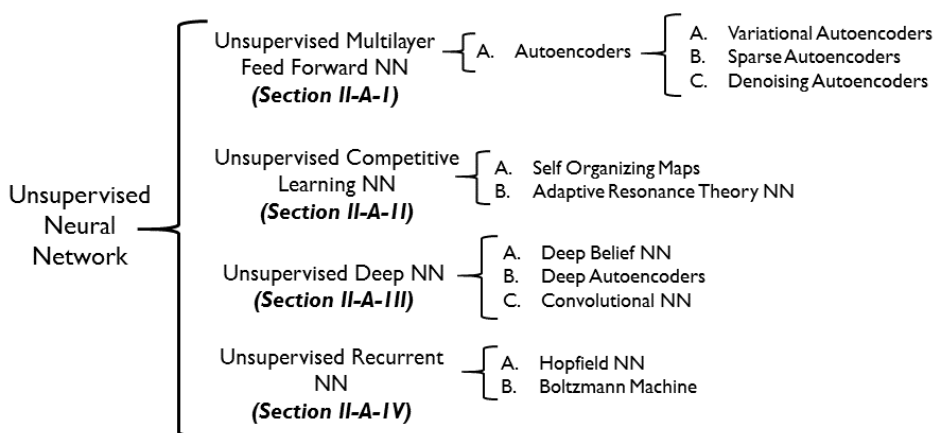 Unsupervised
Neural
Network
Unsupervised Multilayer
Feed Forward NN
(Section II-A-I)
A. Autoencoders
A. Variational Autoencoders
B. Sparse Autoencoders
C. Denoising Autoencoders
Unsupervised Competitive
Learning NN
(Section II-A-II)
A. Self Organizing Maps
B. Adaptive Resonance Theory NN
Unsupervised Deep NN
(Section II-A-III)
A. Deep Belief NN
B. Deep Autoencoders
C. Convolutional NN
Unsupervised Recurrent
NN
(Section II-A-IV)
A. Hopfield NN
B. Boltzmann Machine